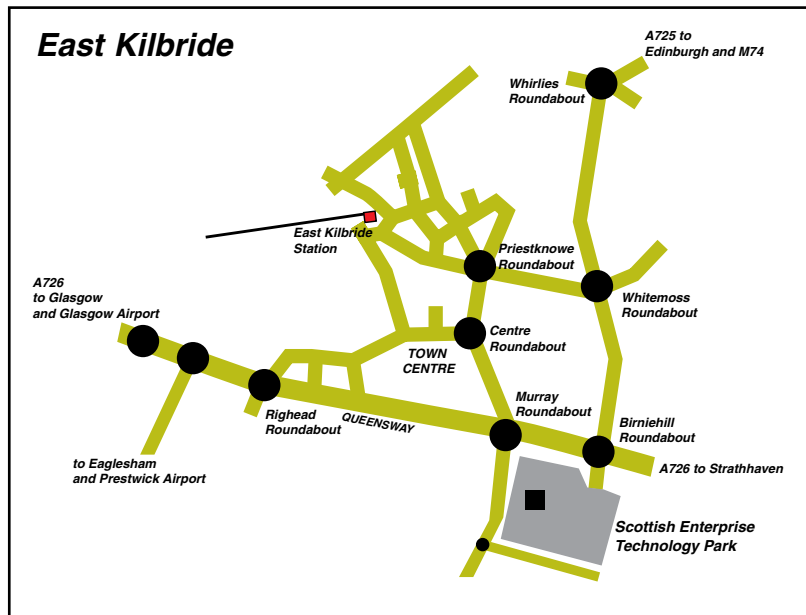 East Kilbride
A725 to
Edinburgh and M74
Whirlies
Roundabout
East Kilbride
Station
Priestknowe
Roundabout
A726
to Glasgow
and Glasgow Airport
Whitemoss
Roundabout
Centre
Roundabout
TOWN
CENTRE
Murray
Roundabout
Righead
Roundabout
QUEENSWAY
Birniehill
Roundabout
to Eaglesham
and Prestwick Airport
A726 to Strathhaven
Scottish Enterprise
Technology Park